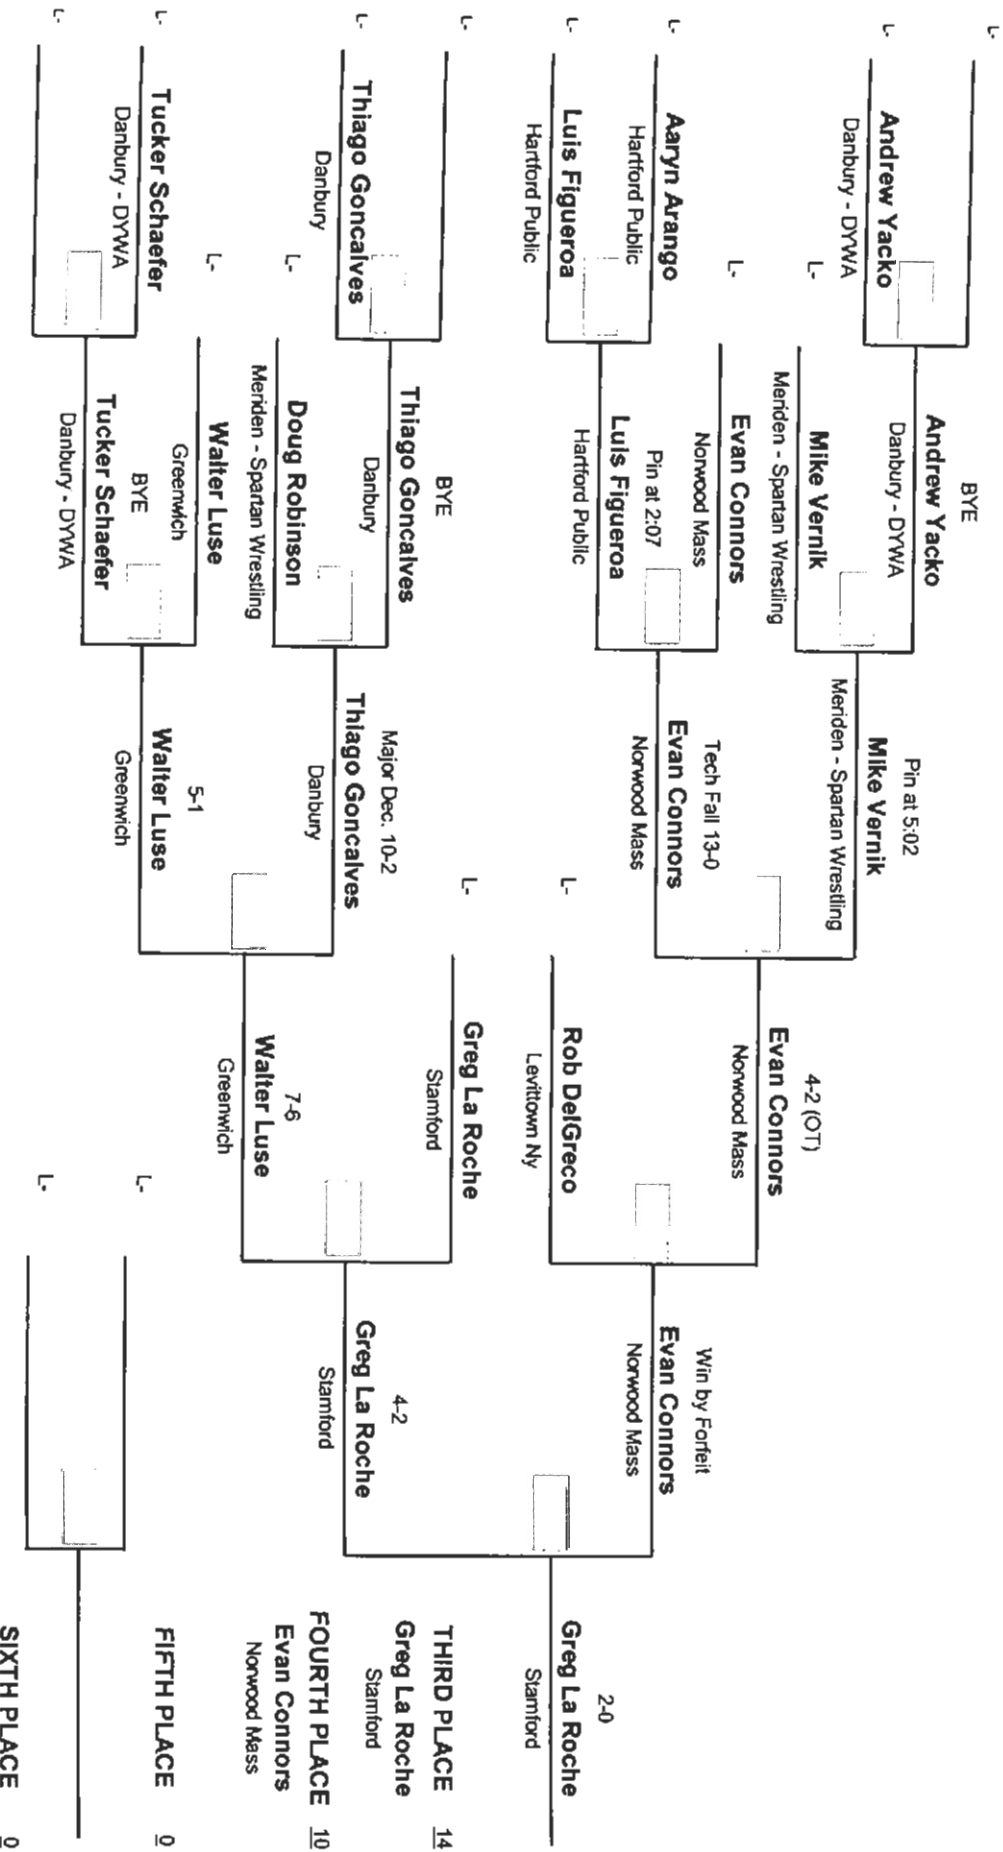 L-
L-
Andrew Yacko
Danbury - DYWA
L-
Aaryn Arango
Hartford Public
L-
Luis Figueroa
Hartford Public
L-
L-
Thiago Goncalves
Danbury
L-
Tucker Schaefer
Danbury - DYWA
L-
BYE
Andrew Yacko
Danbury - DYWA
L-
Mike Vernik
Meriden - Spartan Wrestling
L-
Evan Connors
Norwood Mass
Pin at 2:07
Luis Figueroa
Hartford Public
BYE
Thiago Goncalves
Danbury
L-
Doug Robinson
Meriden - Spartan Wrestling
L-
Walter Luse
Greenwich
BYE
Tucker Schaefer
Danbury - DYWA
Pin at 5:02
Mike Vernik
Meriden - Spartan Wrestling
Tech Fall 13-0
Evan Connors
Norwood Mass
Major Dec. 10-2
Thiago Goncalves
Danbury
5-1
Walter Luse
Greenwich
4-2 (OT)
Evan Connors
Norwood Mass
L-
Rob DelGreco
Levittown Ny
L-
Greg La Roche
Stamford
7-6
Walter Luse
Greenwich
Win by Forfeit
Evan Connors
Norwood Mass
4-2
Greg La Roche
Stamford
2-0
Greg La Roche
Stamford
THIRD PLACE 14
Greg La Roche
Stamford
FOURTH PLACE 10
Evan Connors
Norwood Mass
L-
L-
FIFTH PLACE 0
SIXTH PLACE 0